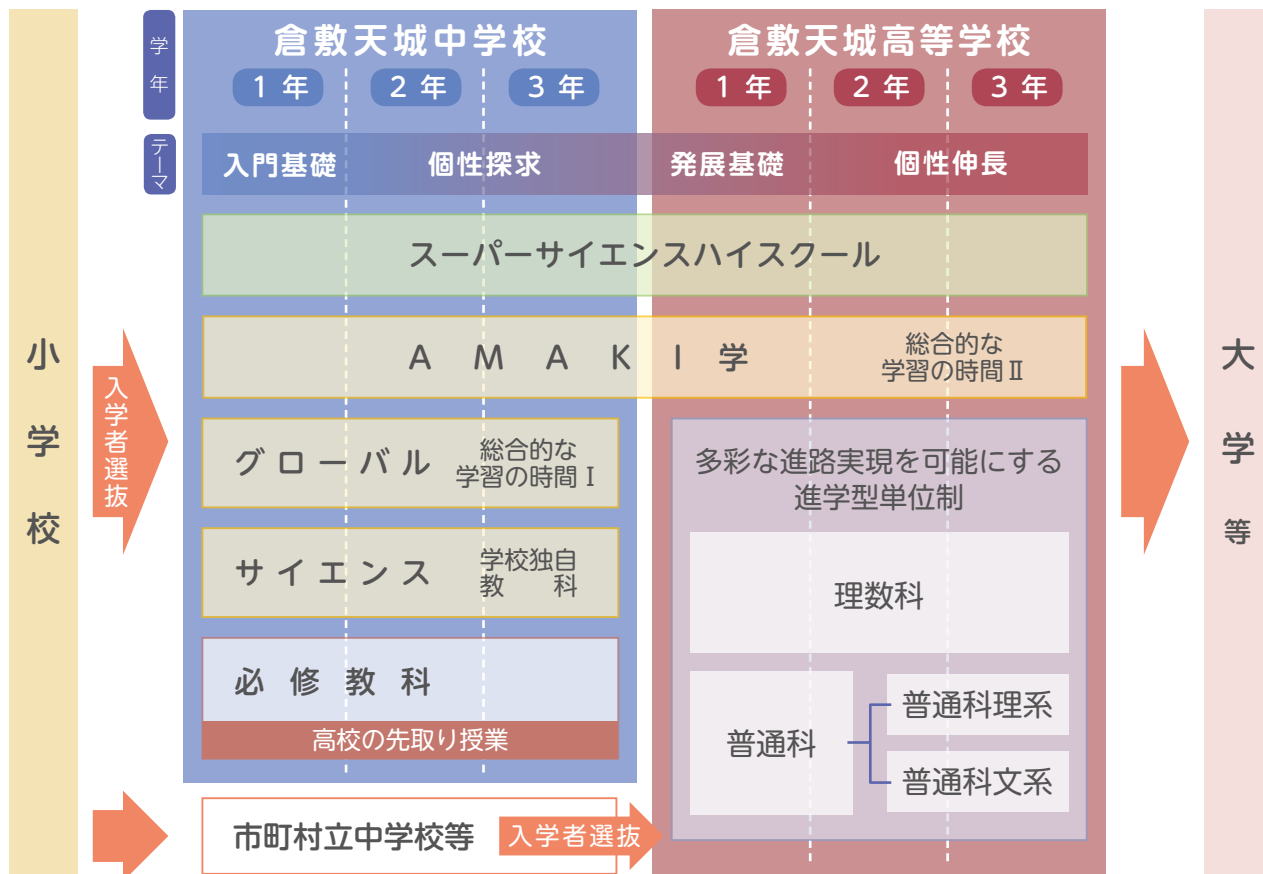 小学校
入学者選抜
学年
倉敷天城中学校
1年
2年
3年
倉敷天城高等学校
1年
2年
3年
テーマ
入門基礎
個性探求
発展基礎
個性伸長
スーパーサイエンスハイスクール
AMAKI学
総合的な
学習の時間Ⅱ
グローバル
総合的な
学習の時間Ⅰ
サイエンス
学校独自
教科
必修教科
高校の先取り授業
市町村立中学校等
入学者選抜
多彩な進路実現を可能にする
進学型単位制
理数科
普通科
普通科理系
普通科文系
大学等